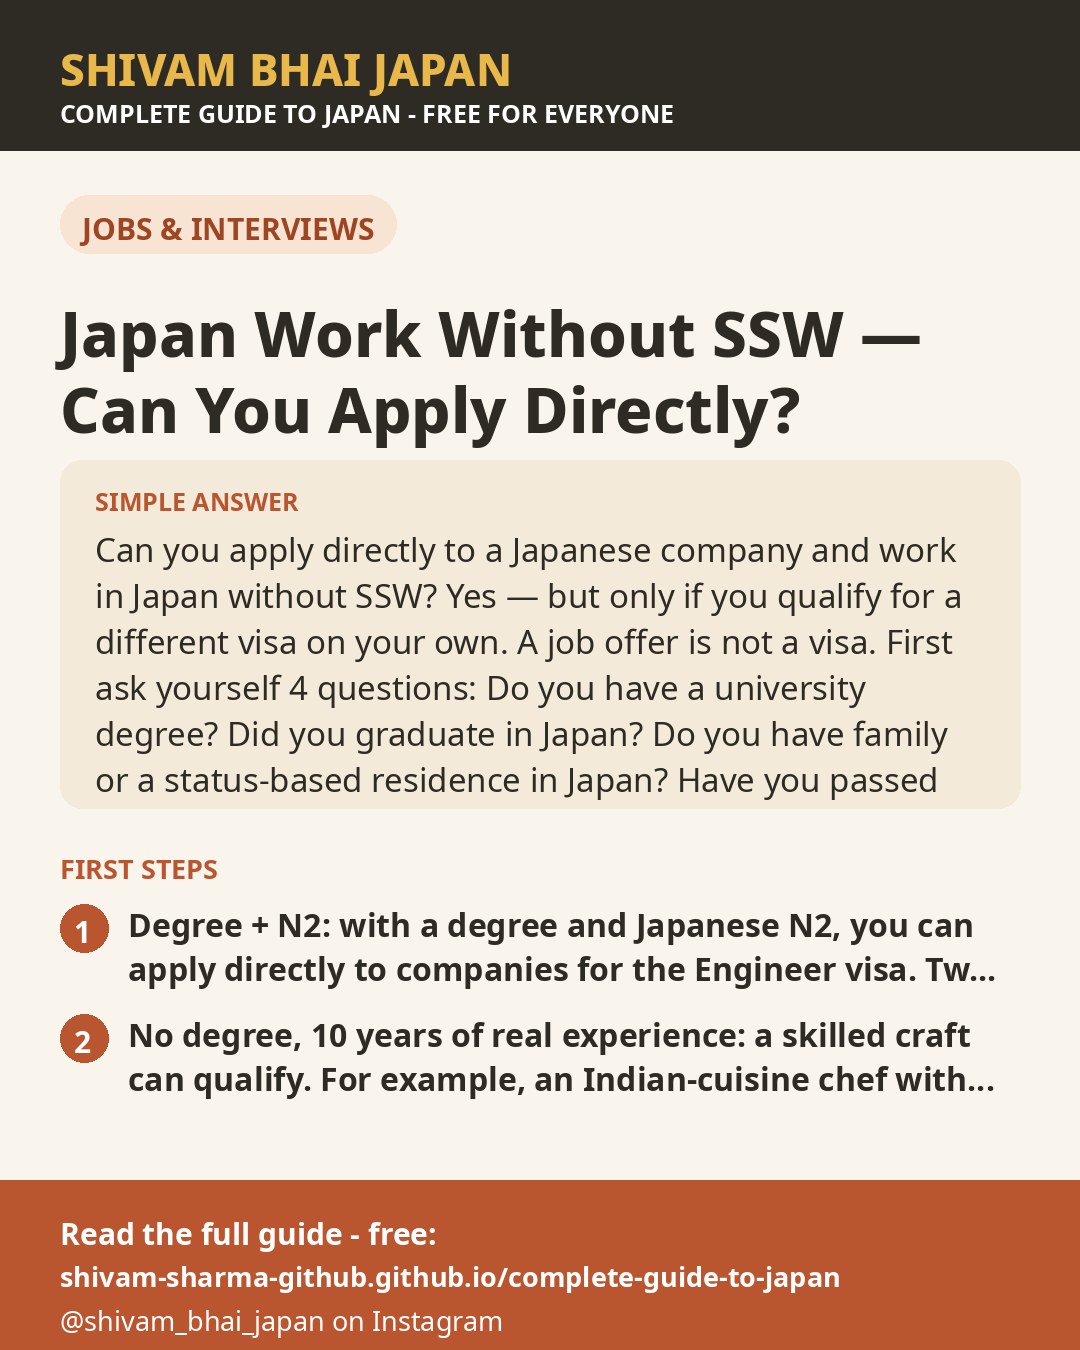 SHIVAM BHAI JAPAN
COMPLETE GUIDE TO JAPAN - FREE FOR EVERYONE
JOBS & INTERVIEWS
Japan Work Without SSW —
Can You Apply Directly?
SIMPLE ANSWER
Can you apply directly to a Japanese company and work
in Japan without SSW? Yes — but only if you qualify for a
different visa on your own. A job offer is not a visa. First
ask yourself 4 questions: Do you have a university
degree? Did you graduate in Japan? Do you have family
or a status-based residence in Japan? Have you passed
FIRST STEPS
1 Degree + N2: with a degree and Japanese N2, you can
apply directly to companies for the Engineer visa. Tw...
2 No degree, 10 years of real experience: a skilled craft
can qualify. For example, an Indian-cuisine chef with...
Read the full guide - free:
shivam-sharma-github.github.io/complete-guide-to-japan
@shivam_bhai_japan on Instagram